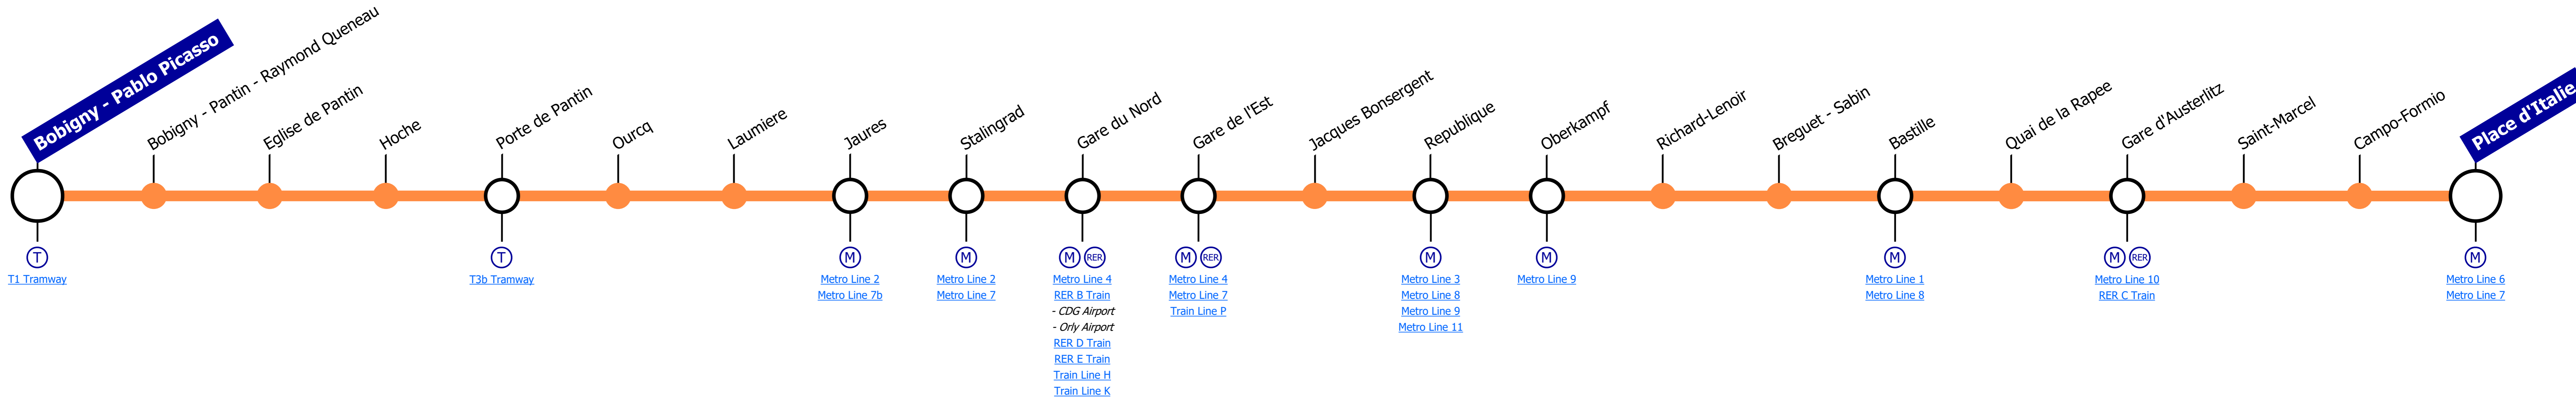 Bobigny - Pablo Picasso
Bobigny - Pantin - Raymond Queneau
Eglise de Pantin
Hoche
Porte de Pantin
Ourcq
Laumiere
Jaures
Stalingrad
Gare du Nord
Gare de l'Est
Jacques Bonsergent
Republique
Oberkampf
Richard-Lenoir
Breguet - Sabin
Bastille
Quai de la Rapee
Gare d'Austerlitz
Saint-Marcel
Campo-Formio
Place d'Italie
T
T1 Tramway
T
T3b Tramway
M
Metro Line 2
Metro Line 7b
M
Metro Line 2
Metro Line 7
M RER
Metro Line 4
RER B Train
- CDG Airport
- Orly Airport
RER D Train
RER E Train
Train Line H
Train Line K
M RER
Metro Line 4
Metro Line 7
Train Line P
M
Metro Line 3
Metro Line 8
Metro Line 9
Metro Line 11
M
Metro Line 9
M
Metro Line 1
Metro Line 8
M RER
Metro Line 10
RER C Train
M
Metro Line 6
Metro Line 7